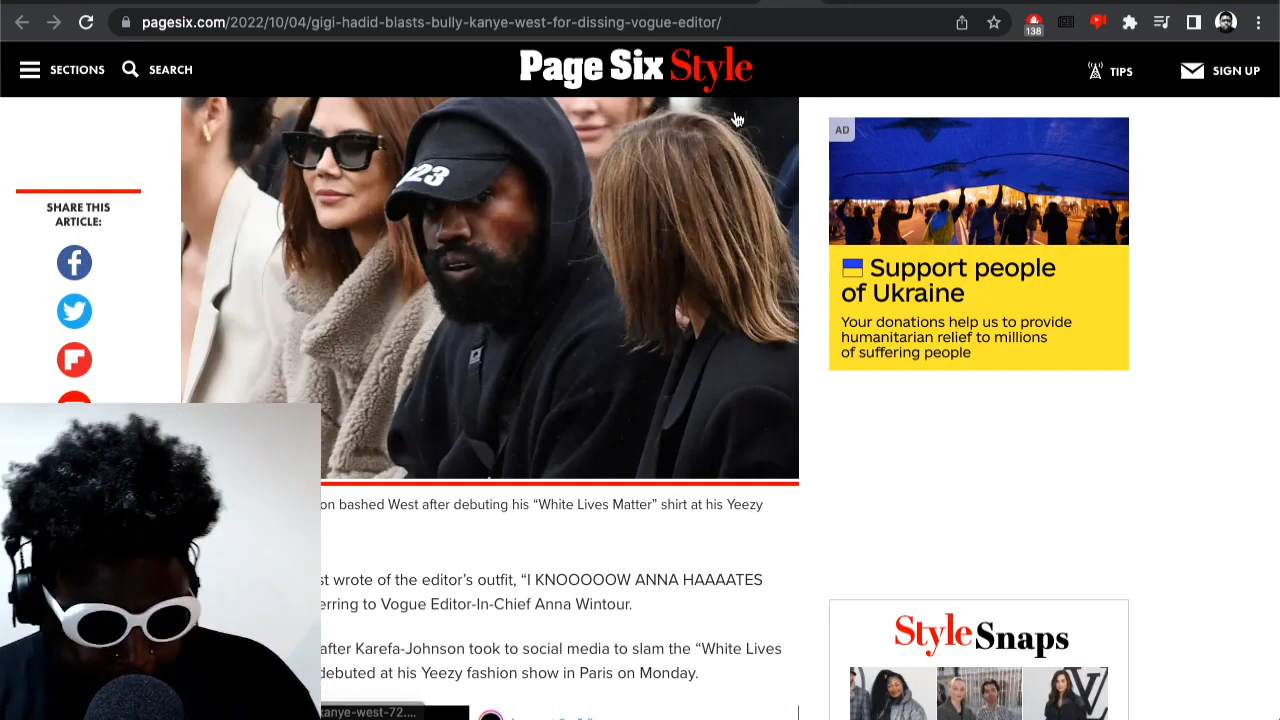 pagesix.com/2022/10/04/gigi-hadid-blasts-bully-kanye-west-for-dissing-vogue-editor/
138
SECTIONS
SEARCH
Page Six Style
TIPS
SIGN UP
SHARE THIS
ARTICLE:
23
AD
Support people
of Ukraine
Your donations help us to provide
humanitarian relief to millions
of suffering people
on bashed West after debuting his “White Lives Matter” shirt at his Yeezy
st wrote of the editor’s outfit, “I KNOOOOOW ANNA HAAAATES
erring to Vogue Editor-In-Chief Anna Wintour.
after Karefa-Johnson took to social media to slam the “White Lives
debuted at his Yeezy fashion show in Paris on Monday.
Style Snaps
kanye-west-72....